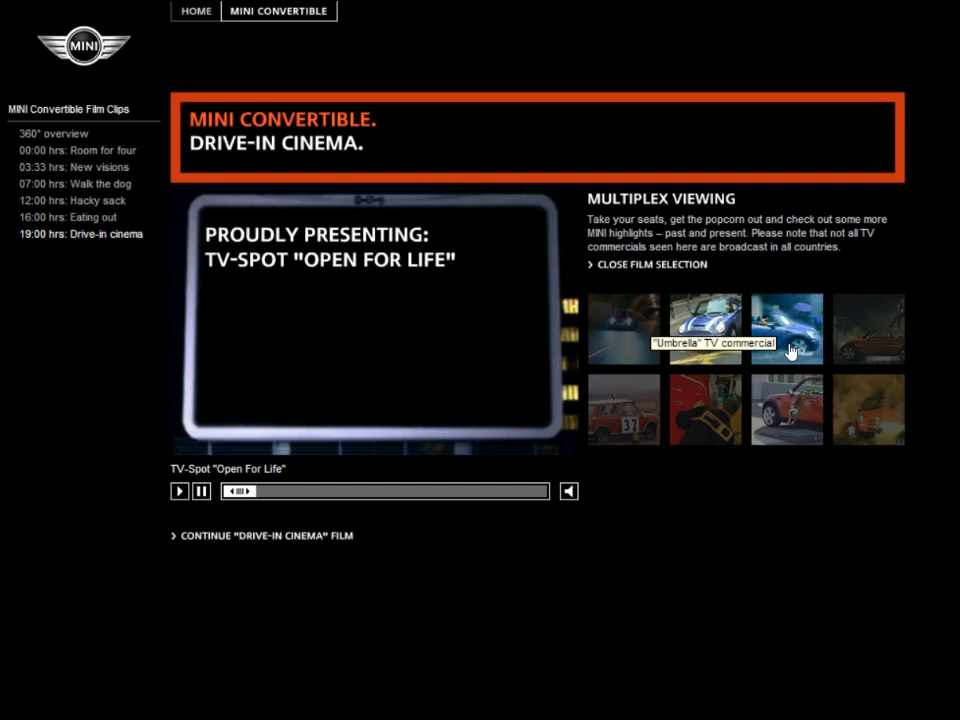 HOME
MINI CONVERTIBLE
MINI
MINI Convertible Film Clips
360° overview
00:00 hrs: Room for four
03:33 hrs: New visions
07:00 hrs: Walk the dog
12:00 hrs: Hacky sack
16:00 hrs: Eating out
19:00 hrs: Drive-in cinema
MINI CONVERTIBLE.
DRIVE-IN CINEMA.
PROUDLY PRESENTING:
TV-SPOT "OPEN FOR LIFE"
TV-Spot "Open For Life"
CONTINUE "DRIVE-IN CINEMA" FILM
MULTIPLEX VIEWING
Take your seats, get the popcorn out and check out some more
MINI highlights – past and present. Please note that not all TV
commercials seen here are broadcast in all countries.
CLOSE FILM SELECTION
"Umbrella" TV commercial
37